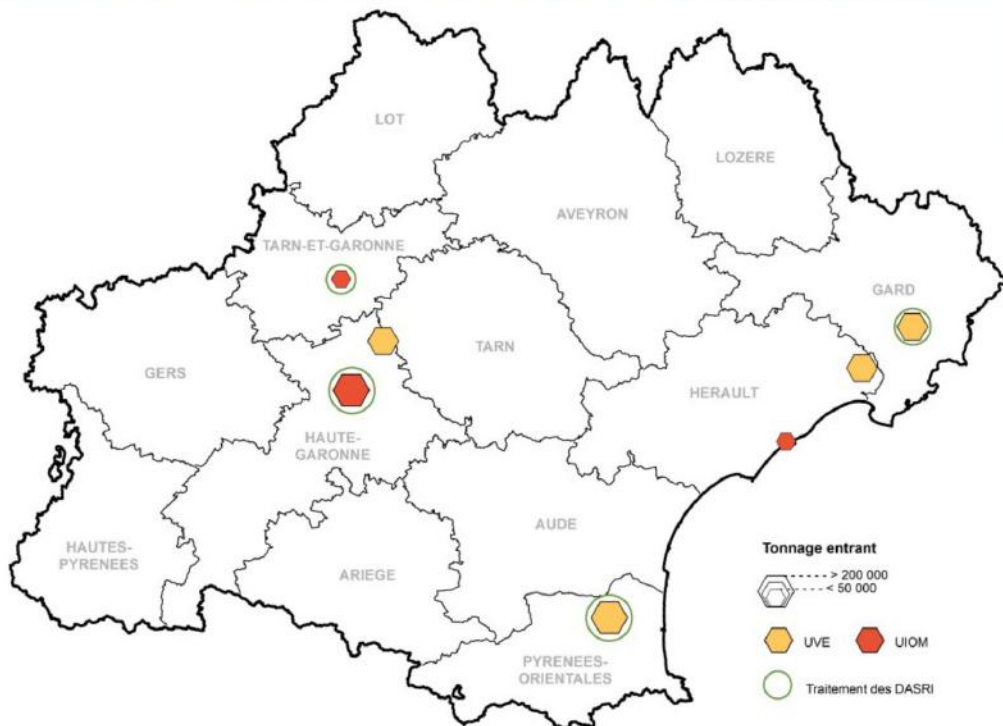 LOT
LOZERE
AVEYRON
TARN-ET-GARONNE
GARD
TARN
GERS
HERAULT
HAUTE-
GARONNE
AUDE
HAUTES-
PYRENEES
ARIEGE
PYRENEES-
ORIENTALES
Tonnage entrant
> 200 000
< 50 000
UVE
UIOM
Traitement des DASRI